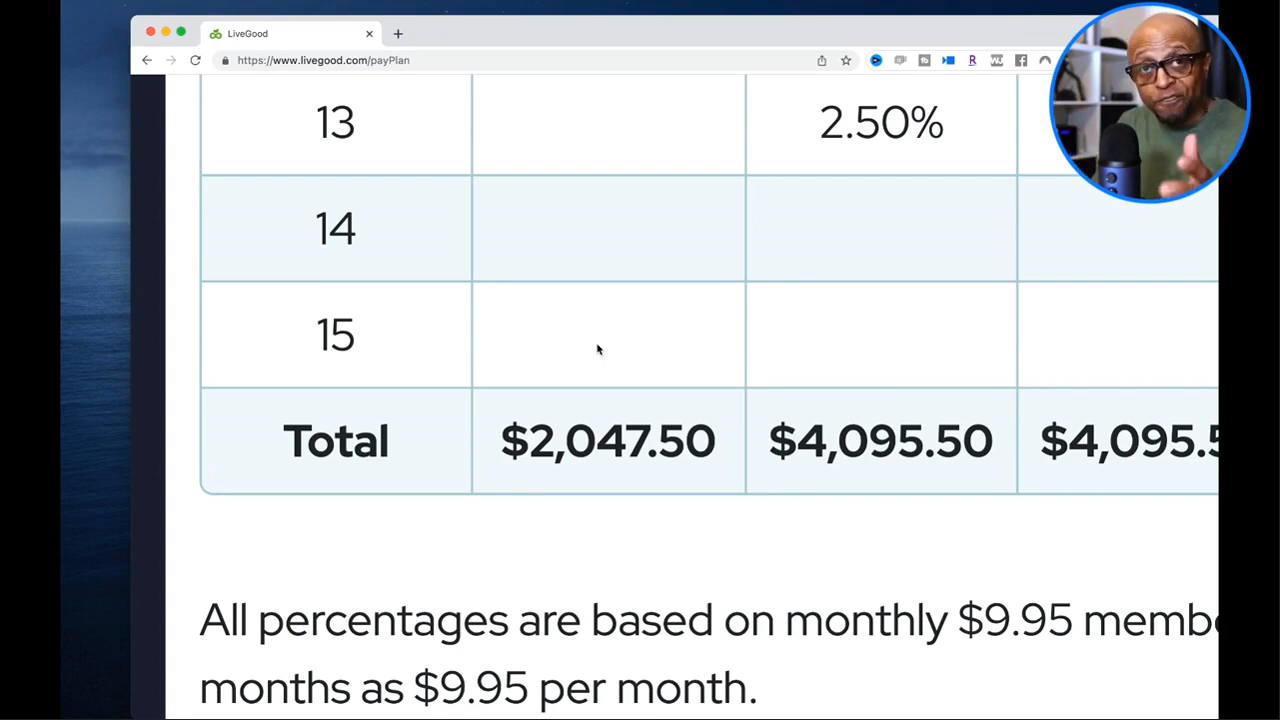 LiveGood
https://www.livegood.com/payPlan
13 2.50%
14
15
Total $2,047.50 $4,095.50 $4,095.5
All percentages are based on monthly $9.95 memb
months as $9.95 per month.